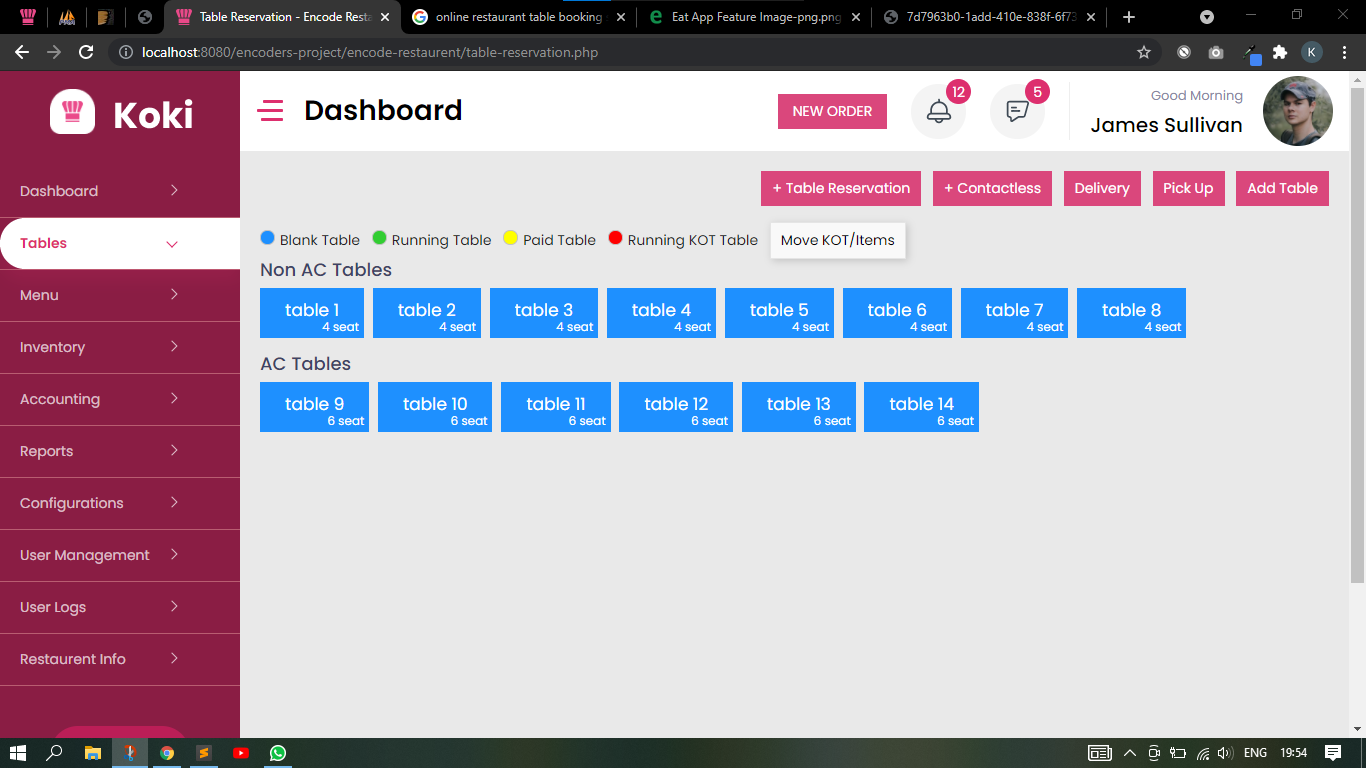 Table Reservation - Encode Resta
online restaurant table booking s
Eat App Feature Image-png.png
7d7963b0-1add-410e-838f-6f73
localhost:8080/encoders-project/encode-restaurent/table-reservation.php
K
Koki
Dashboard
NEW ORDER
12
5
Good Morning
James Sullivan
Dashboard
Tables
Menu
Inventory
Accounting
Reports
Configurations
User Management
User Logs
Restaurent Info
+ Table Reservation
+ Contactless
Delivery
Pick Up
Add Table
Blank Table
Running Table
Paid Table
Running KOT Table
Move KOT/Items
Non AC Tables
table 1
4 seat
table 2
4 seat
table 3
4 seat
table 4
4 seat
table 5
4 seat
table 6
4 seat
table 7
4 seat
table 8
4 seat
AC Tables
table 9
6 seat
table 10
6 seat
table 11
6 seat
table 12
6 seat
table 13
6 seat
table 14
6 seat
ENG
19:54